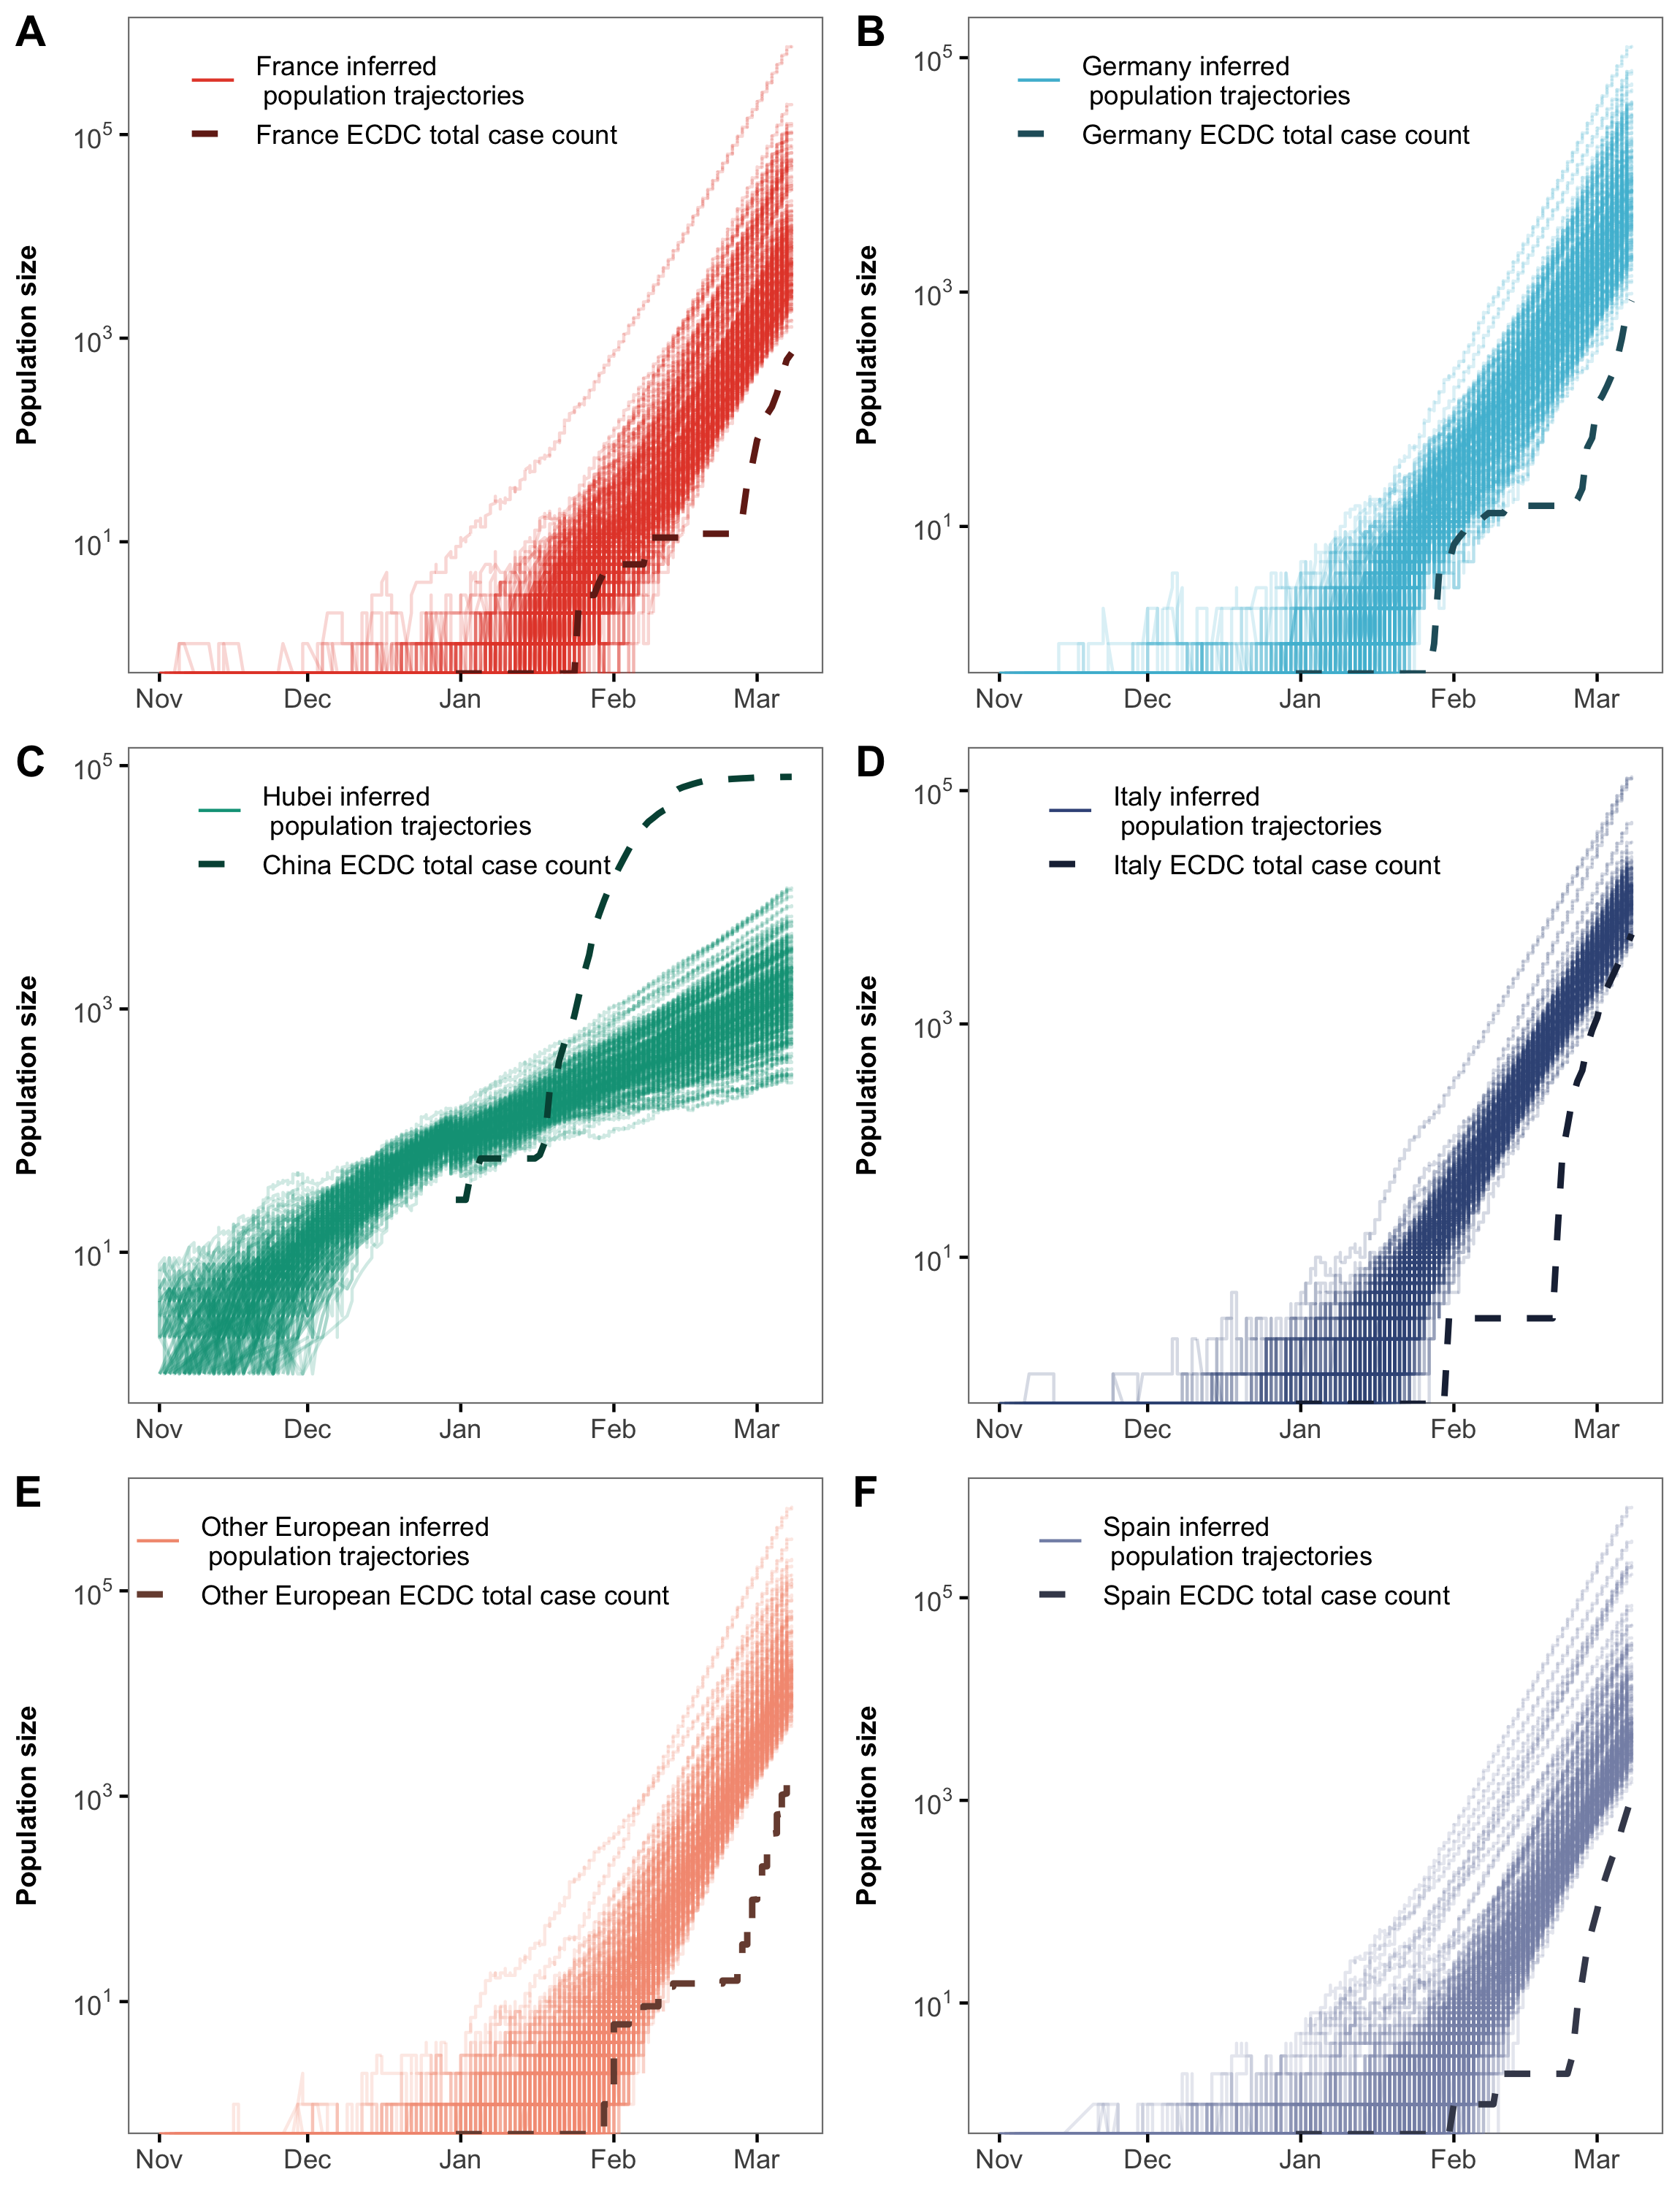 A
France inferred
population trajectories
France ECDC total case count
Population size
10^5
10^3
10^1
Nov Dec Jan Feb Mar
B
Germany inferred
population trajectories
Germany ECDC total case count
Population size
10^5
10^3
10^1
Nov Dec Jan Feb Mar
C
Hubei inferred
population trajectories
China ECDC total case count
Population size
10^5
10^3
10^1
Nov Dec Jan Feb Mar
D
Italy inferred
population trajectories
Italy ECDC total case count
Population size
10^5
10^3
10^1
Nov Dec Jan Feb Mar
E
Other European inferred
population trajectories
Other European ECDC total case count
Population size
10^5
10^3
10^1
Nov Dec Jan Feb Mar
F
Spain inferred
population trajectories
Spain ECDC total case count
Population size
10^5
10^3
10^1
Nov Dec Jan Feb Mar